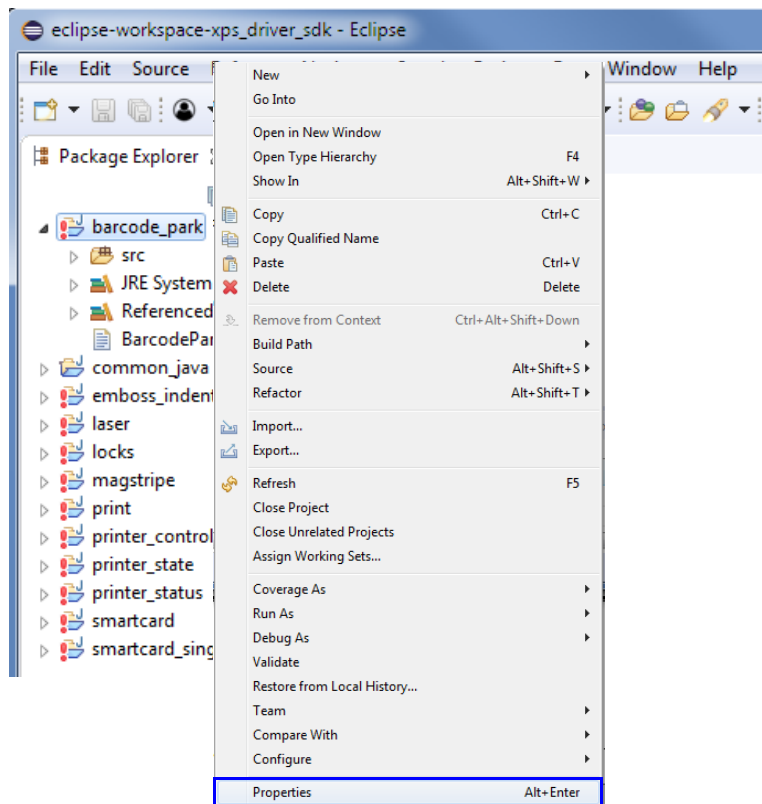 eclipse-workspace-xps_driver_sdk - Eclipse
File Edit Source Window Help
Package Explorer
barcode_park
src
JRE System
Referenced
BarcodePar
common_java
emboss_indent
laser
locks
magstripe
print
printer_control
printer_state
printer_status
smartcard
smartcard_sing
New
Go Into
Open in New Window
Open Type Hierarchy F4
Show In Alt+Shift+W
Copy Ctrl+C
Copy Qualified Name
Paste Ctrl+V
Delete Delete
Remove from Context Ctrl+Alt+Shift+Down
Build Path
Source Alt+Shift+S
Refactor Alt+Shift+T
Import...
Export...
Refresh F5
Close Project
Close Unrelated Projects
Assign Working Sets...
Coverage As
Run As
Debug As
Validate
Restore from Local History...
Team
Compare With
Configure
Properties Alt+Enter